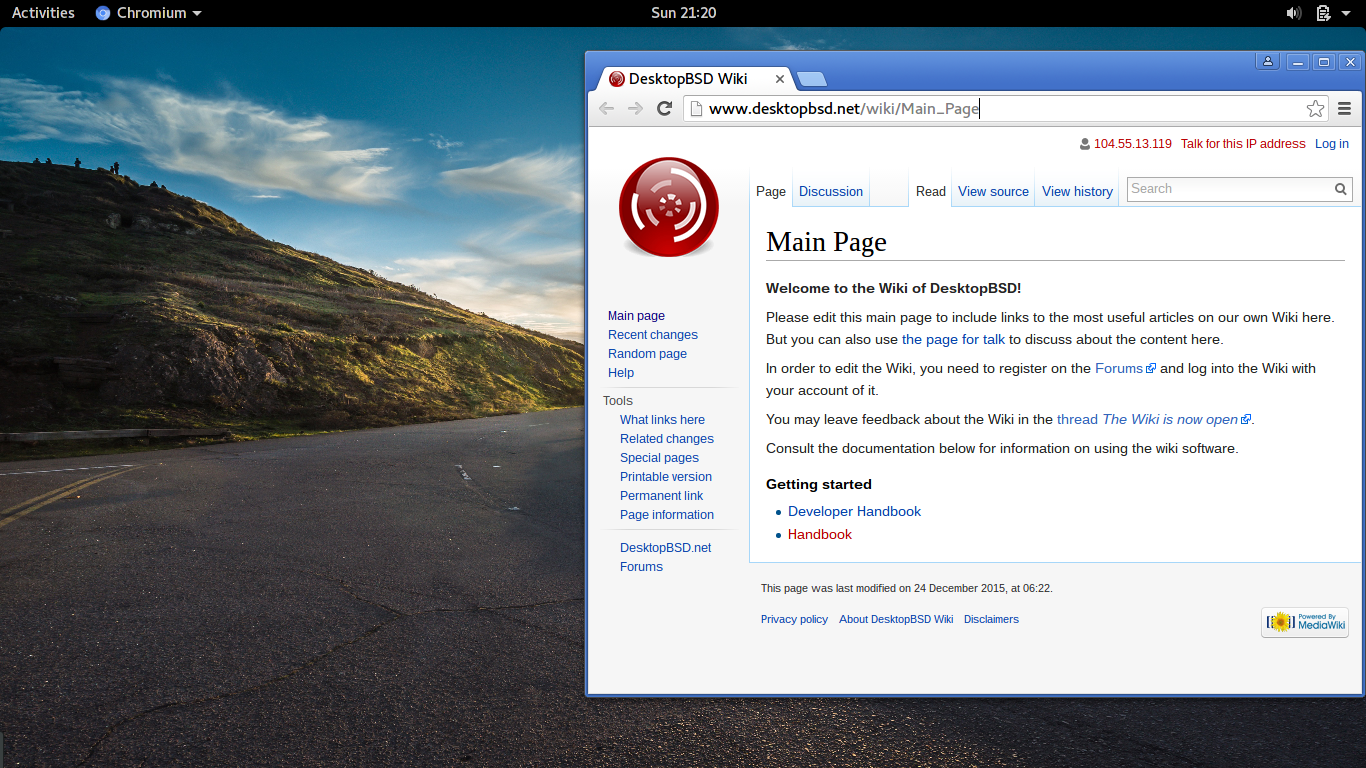 Activities Chromium Sun 21:20
DesktopBSD Wiki
www.desktopbsd.net/wiki/Main_Page
104.55.13.119 Talk for this IP address Log in
Page Discussion Read View source View history Search
Main Page
Welcome to the Wiki of DesktopBSD!
Please edit this main page to include links to the most useful articles on our own Wiki here.
But you can also use the page for talk to discuss about the content here.
In order to edit the Wiki, you need to register on the Forums and log into the Wiki with
your account of it.
You may leave feedback about the Wiki in the thread The Wiki is now open.
Consult the documentation below for information on using the wiki software.
Getting started
Developer Handbook
Handbook
Main page
Recent changes
Random page
Help
Tools
What links here
Related changes
Special pages
Printable version
Permanent link
Page information
DesktopBSD.net
Forums
This page was last modified on 24 December 2015, at 06:22.
Privacy policy About DesktopBSD Wiki Disclaimers
Powered By
MediaWiki